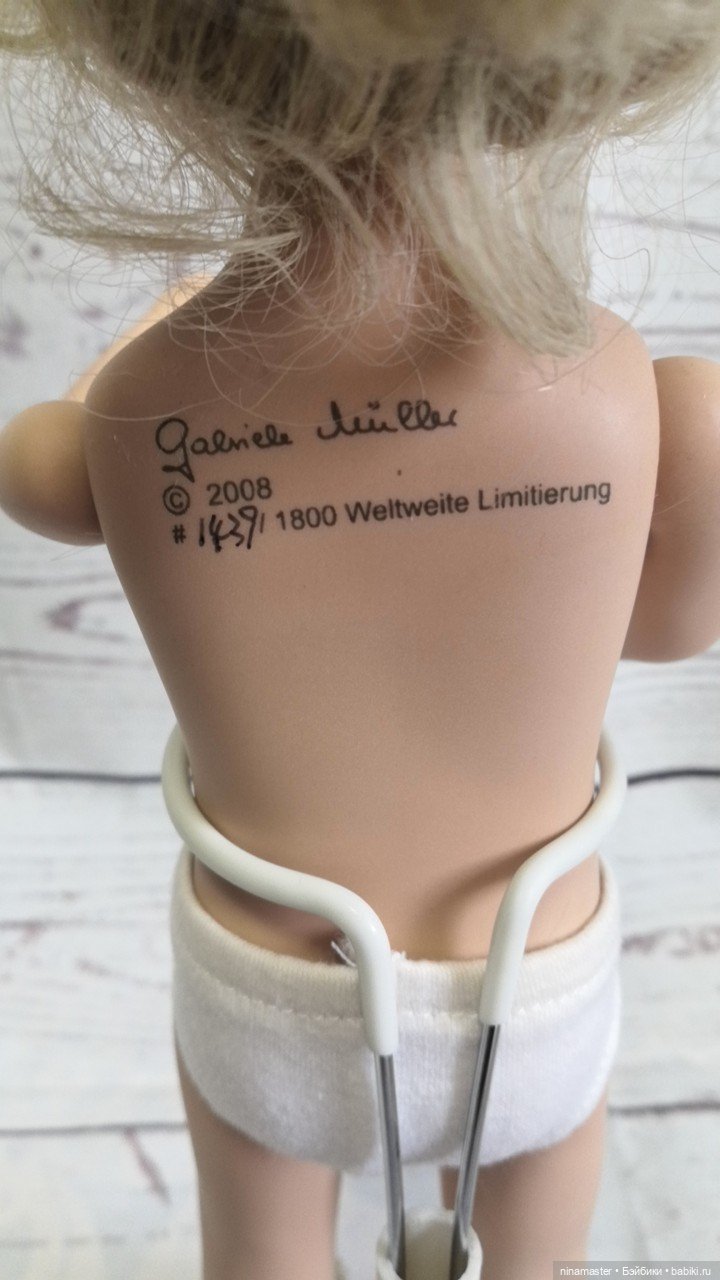 Gabriele Müller
© 2008
# 1439/ 1800 Weltweite Limitierung
ninamaster • Бэйбики • babiki.ru